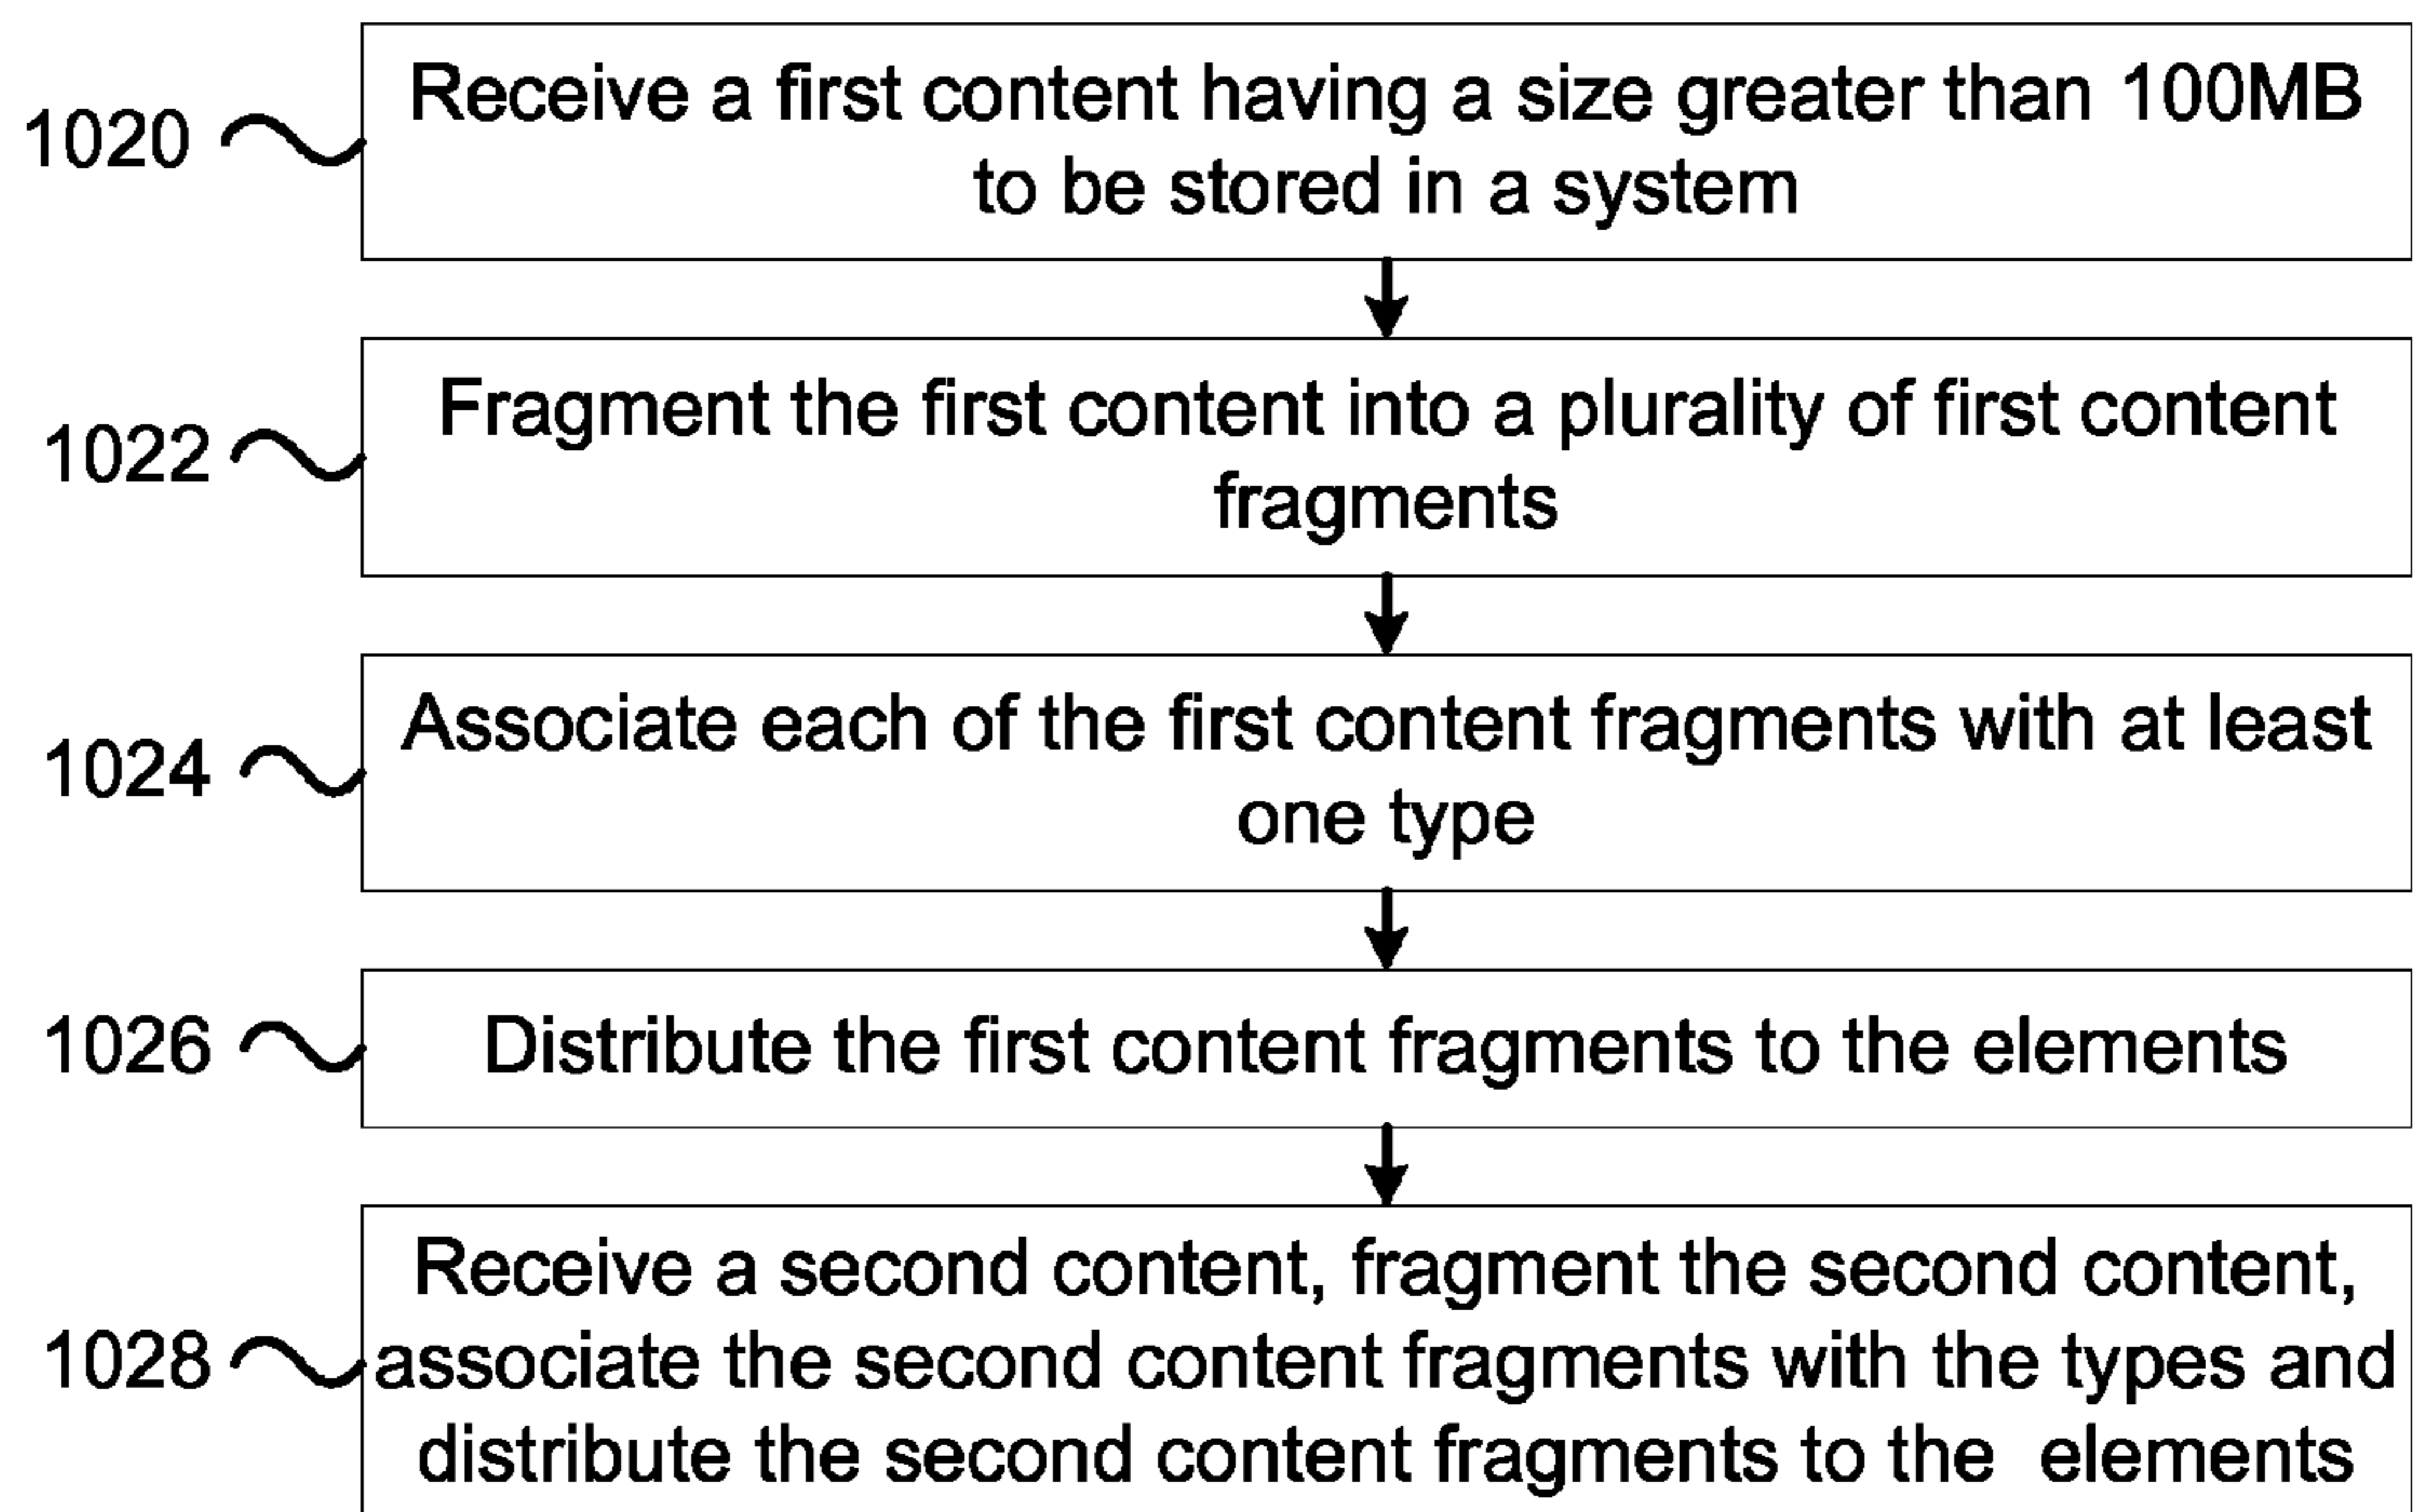 1020
Receive a first content having a size greater than 100MB
to be stored in a system
1022
Fragment the first content into a plurality of first content
fragments
1024
Associate each of the first content fragments with at least
one type
1026
Distribute the first content fragments to the elements
1028
Receive a second content, fragment the second content,
associate the second content fragments with the types and
distribute the second content fragments to the elements